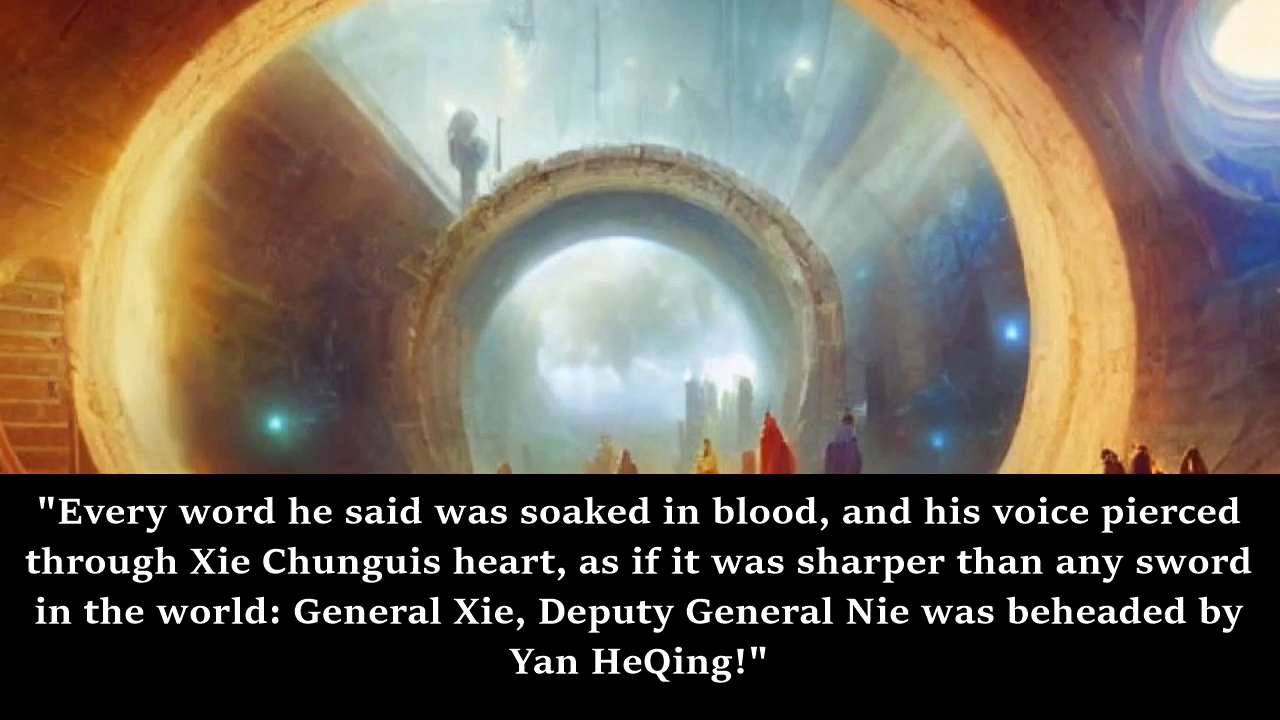 "Every word he said was soaked in blood, and his voice pierced
through Xie Chunguis heart, as if it was sharper than any sword
in the world: General Xie, Deputy General Nie was beheaded by
Yan HeQing!"